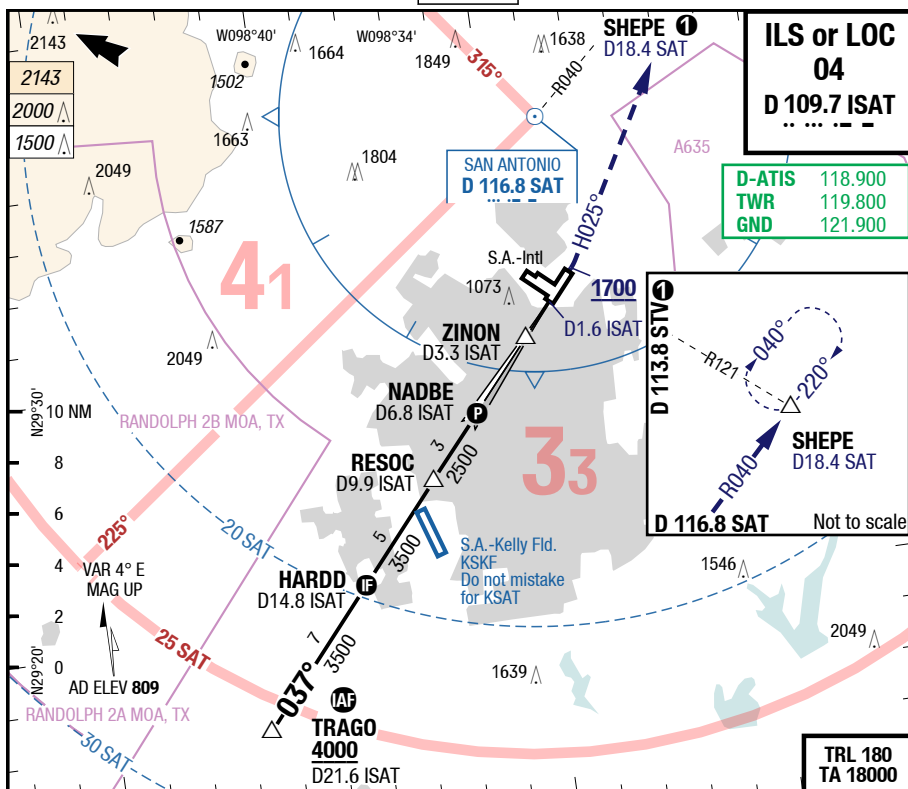 2143
W098°40'
1664
W098°34'
1849
315°
1638
SHEPE 1
D18.4 SAT
R040
ILS or LOC
04
D 109.7 ISAT
2143
2000
1500
1502
1663
1804
2049
1587
SAN ANTONIO
D 116.8 SAT
A635
D-ATIS 118.900
TWR 119.800
GND 121.900
H025°
41
S.A.-Intl
1073
1700
D1.6 ISAT
ZINON
D3.3 ISAT
2049
NADBE
D6.8 ISAT
P
N29°30'
10 NM
RANDOLPH 2B MOA, TX
3
2500
33
RESOC
D9.9 ISAT
8
6
4
2
0
225°
20 SAT
5
3500
S.A.-Kelly Fld.
KSKF
Do not mistake
for KSAT
VAR 4° E
MAG UP
HARDD
D14.8 ISAT
IF
1546
2049
7
3500
25 SAT
N29°20'
AD ELEV 809
1639
037°
IAF
TRAGO
4000
D21.6 ISAT
RANDOLPH 2A MOA, TX
30 SAT
1
D 113.8 STV
R121
040°
220°
SHEPE
D18.4 SAT
R040
D 116.8 SAT
Not to scale
TRL 180
TA 18000